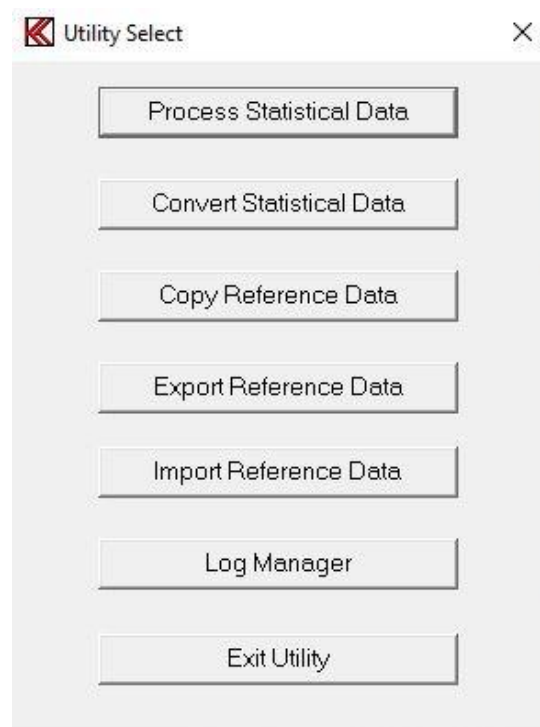 Utility Select
Process Statistical Data
Convert Statistical Data
Copy Reference Data
Export Reference Data
Import Reference Data
Log Manager
Exit Utility